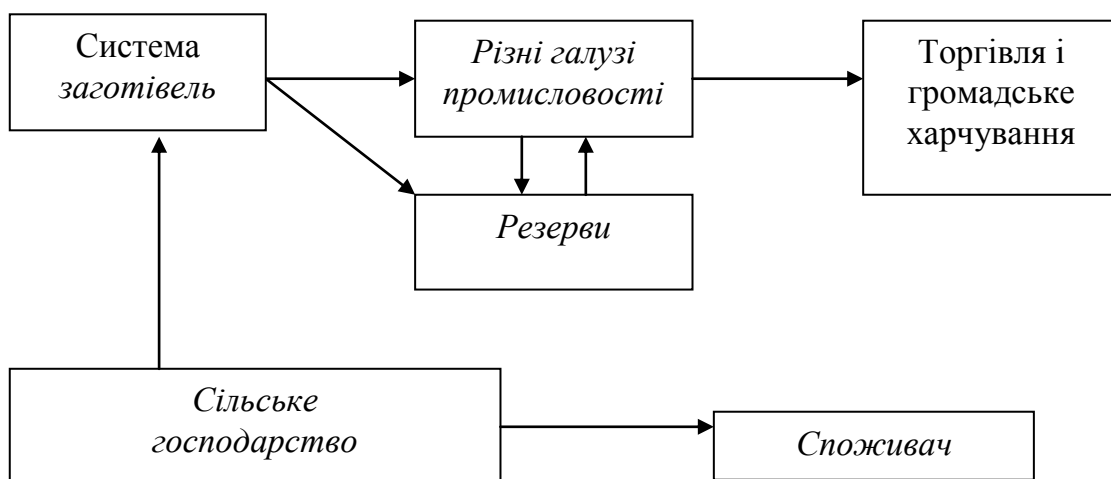 Система
заготівель
Різні галузі
промисловості
Торгівля і
громадське
харчування
Резерви
Сільське
господарство
Споживач